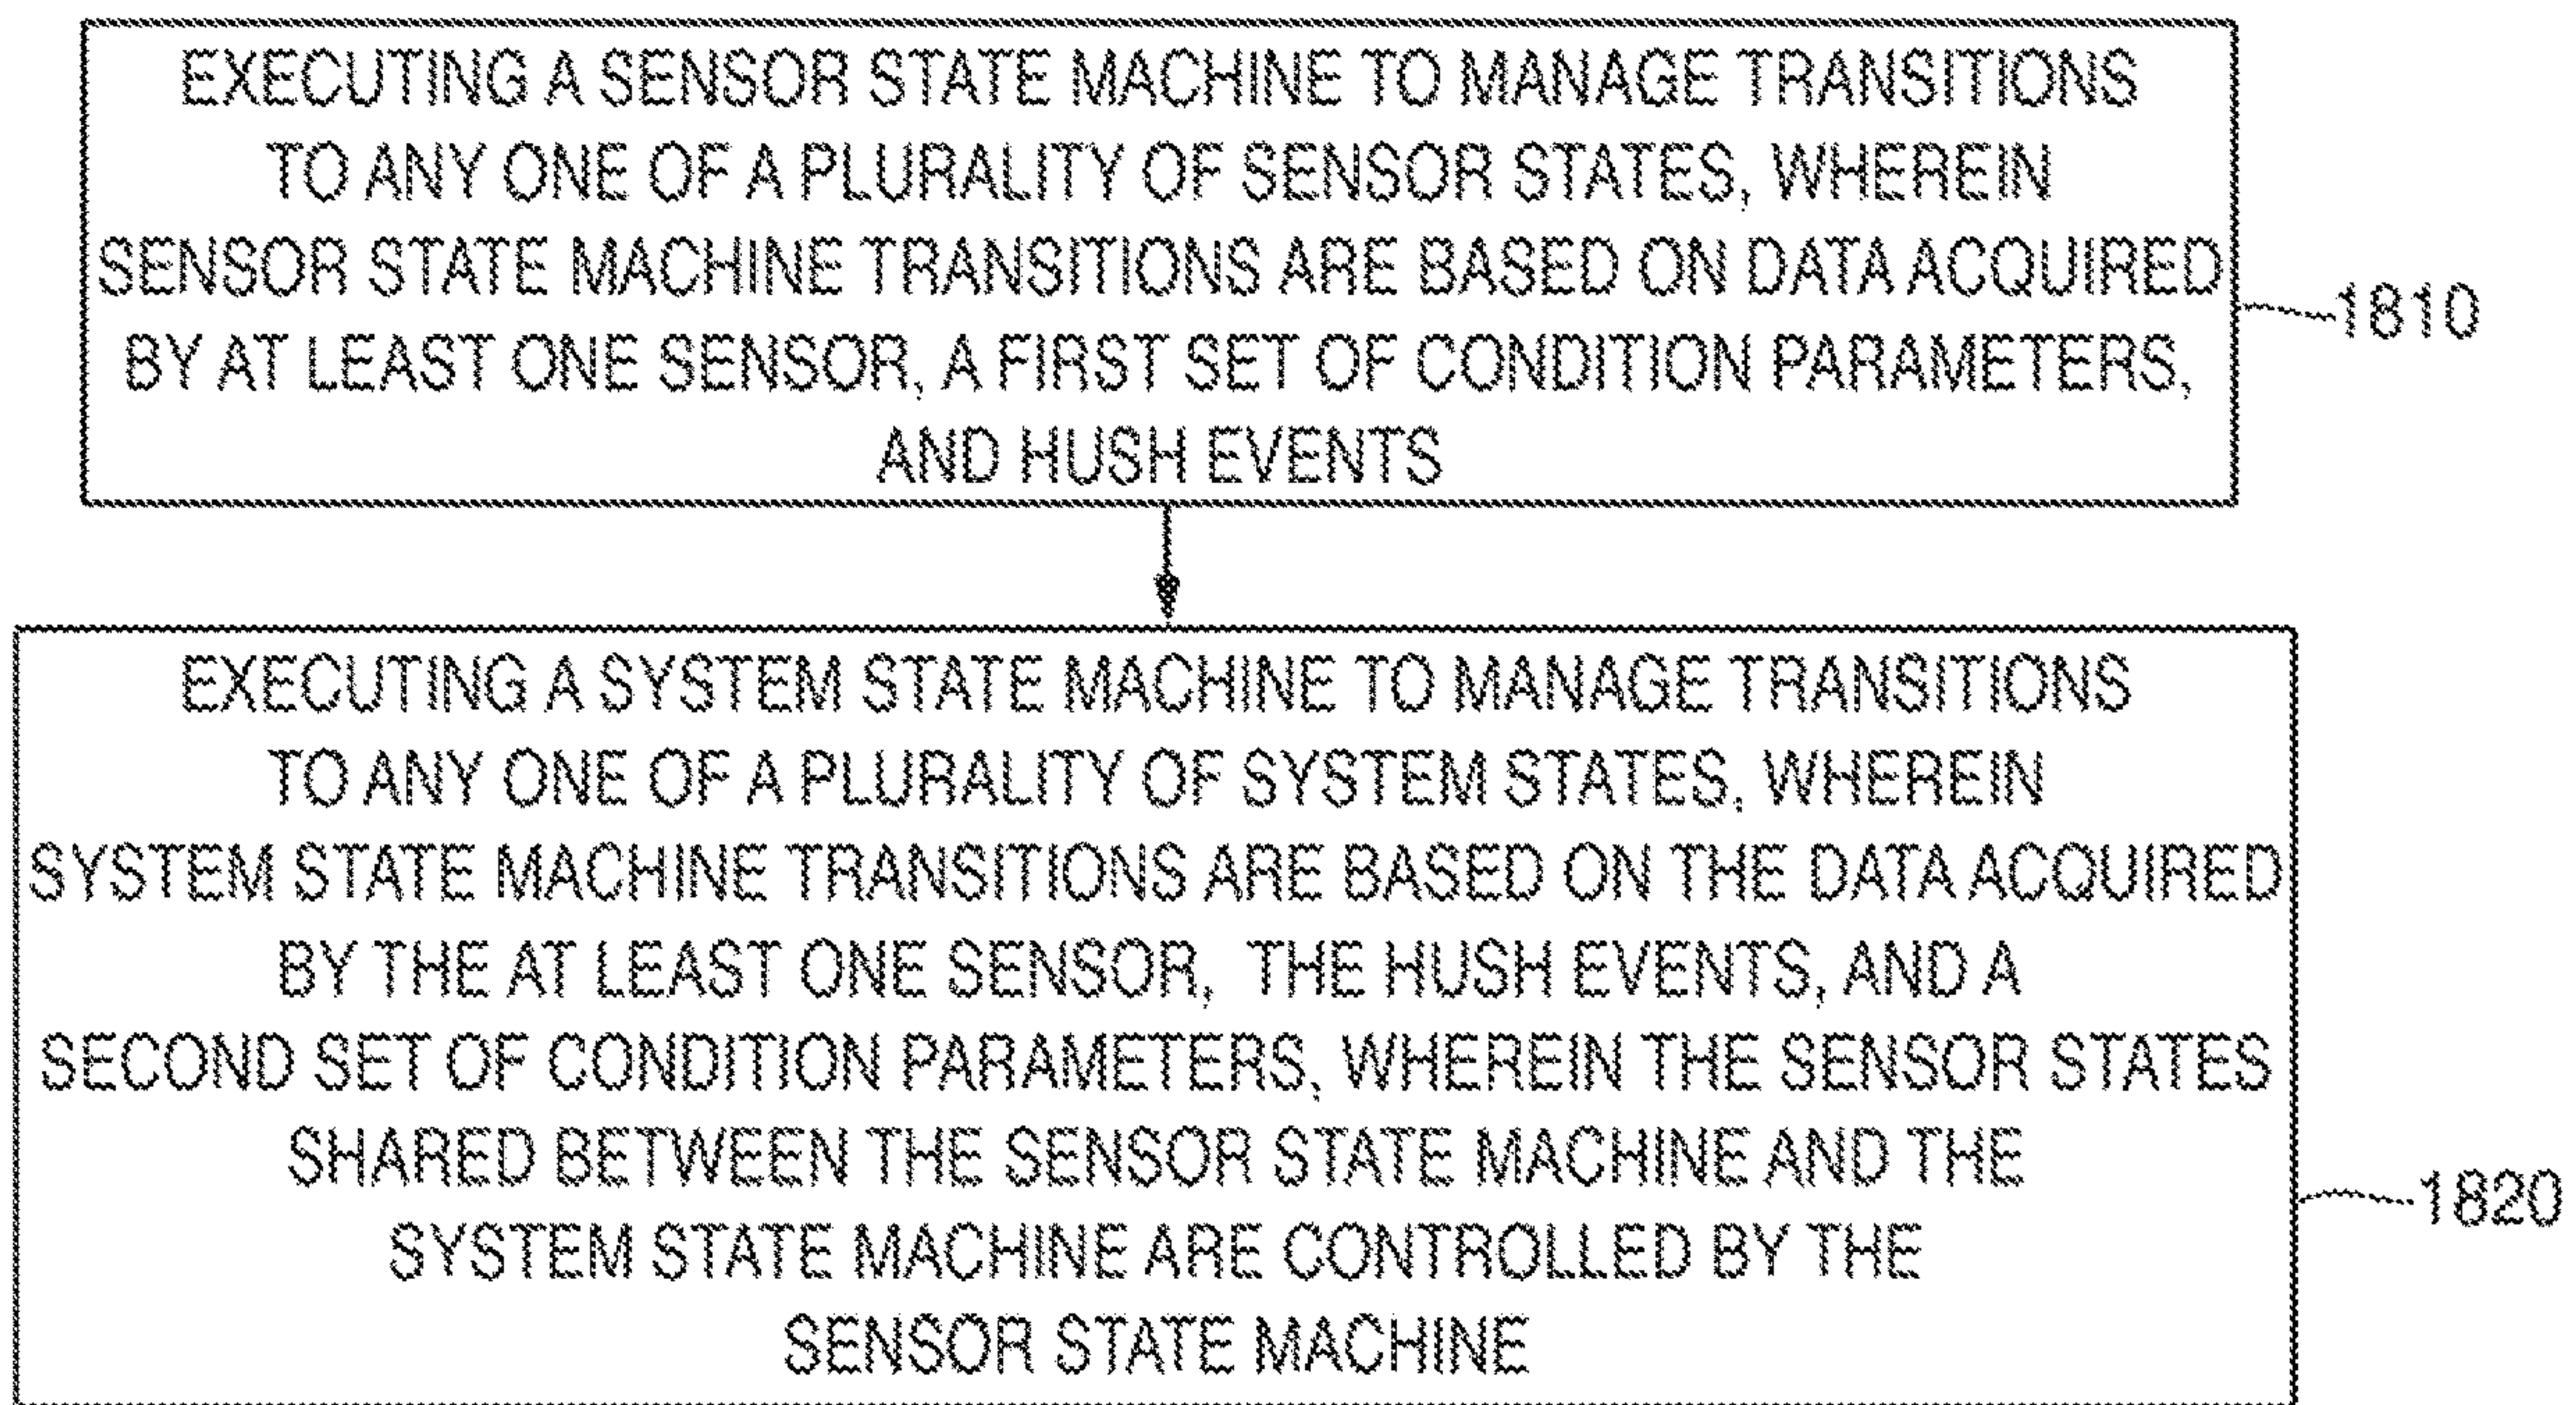 EXECUTING A SENSOR STATE MACHINE TO MANAGE TRANSITIONS
TO ANY ONE OF A PLURALITY OF SENSOR STATES, WHEREIN
SENSOR STATE MACHINE TRANSITIONS ARE BASED ON DATA ACQUIRED
BY AT LEAST ONE SENSOR, A FIRST SET OF CONDITION PARAMETERS,
AND HUSH EVENTS
1810
EXECUTING A SYSTEM STATE MACHINE TO MANAGE TRANSITIONS
TO ANY ONE OF A PLURALITY OF SYSTEM STATES, WHEREIN
SYSTEM STATE MACHINE TRANSITIONS ARE BASED ON THE DATA ACQUIRED
BY THE AT LEAST ONE SENSOR, THE HUSH EVENTS, AND A
SECOND SET OF CONDITION PARAMETERS, WHEREIN THE SENSOR STATES
SHARED BETWEEN THE SENSOR STATE MACHINE AND THE
SYSTEM STATE MACHINE ARE CONTROLLED BY THE
SENSOR STATE MACHINE
1820